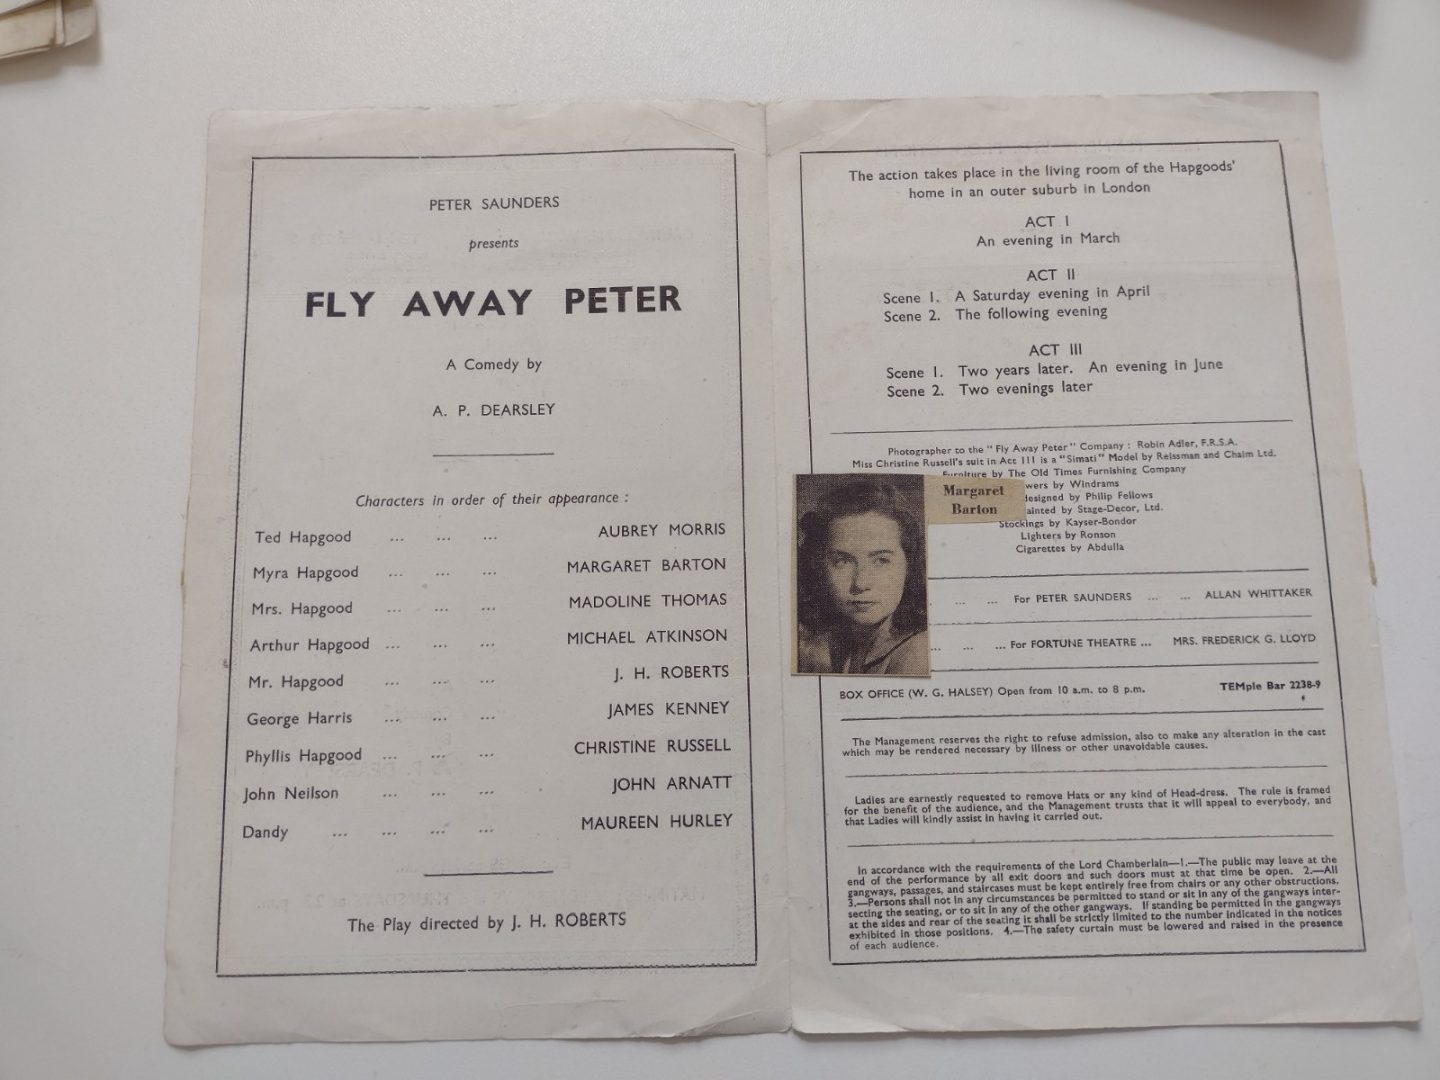 PETER SAUNDERS
presents
FLY AWAY PETER
A Comedy by
A. P. DEARSLEY
Characters in order of their appearance :
Ted Hapgood ... ... ... AUBREY MORRIS
Myra Hapgood ... ... ... MARGARET BARTON
Mrs. Hapgood ... ... ... MADOLINE THOMAS
Arthur Hapgood ... ... ... MICHAEL ATKINSON
Mr. Hapgood ... ... ... J. H. ROBERTS
George Harris ... ... ... JAMES KENNEY
Phyllis Hapgood ... ... ... CHRISTINE RUSSELL
John Neilson ... ... ... JOHN ARNATT
Dandy ... ... ... ... MAUREEN HURLEY
The Play directed by J. H. ROBERTS
The action takes place in the living room of the Hapgoods'
home in an outer suburb in London
ACT I
An evening in March
ACT II
Scene 1. A Saturday evening in April
Scene 2. The following evening
ACT III
Scene 1. Two years later. An evening in June
Scene 2. Two evenings later
Photographer to the "Fly Away Peter" Company : Robin Adler, F.R.S.A.
Miss Christine Russell's suit in Act III is a "Simati" Model by Reissman and Chaim Ltd.
Furniture by The Old Times Furnishing Company
by Windrams
designed by Philip Fellows
by Stage-Decor, Ltd.
Stockings by Kayser-Bondor
Lighters by Ronson
Cigarettes by Abdulla
Margaret
Barton
... ... For PETER SAUNDERS ... ... ALLAN WHITTAKER
... ... ... For FORTUNE THEATRE ... MRS. FREDERICK G. LLOYD
BOX OFFICE (W. G. HALSEY) Open from 10 a.m. to 8 p.m. TEMple Bar 2238-9
The Management reserves the right to refuse admission, also to make any alteration in the cast
which may be rendered necessary by illness or other unavoidable causes.
Ladies are earnestly requested to remove Hats or any kind of Head-dress. The rule is framed
for the benefit of the audience, and the Management trusts that it will appeal to everybody, and
that Ladies will kindly assist in having it carried out.
In accordance with the requirements of the Lord Chamberlain—1.—The public may leave at the
end of the performance by all exit doors and such doors must at that time be open. 2.—All
gangways, passages, and staircases must be kept entirely free from chairs or any other obstructions.
3.—Persons shall not in any circumstances be permitted to stand or sit in any of the gangways inter-
secting the seating, or to sit in any of the other gangways. If standing be permitted in the gangways
at the sides and rear of the seating it shall be strictly limited to the number indicated in the notices
exhibited in those positions. 4.—The safety curtain must be lowered and raised in the presence
of each audience.